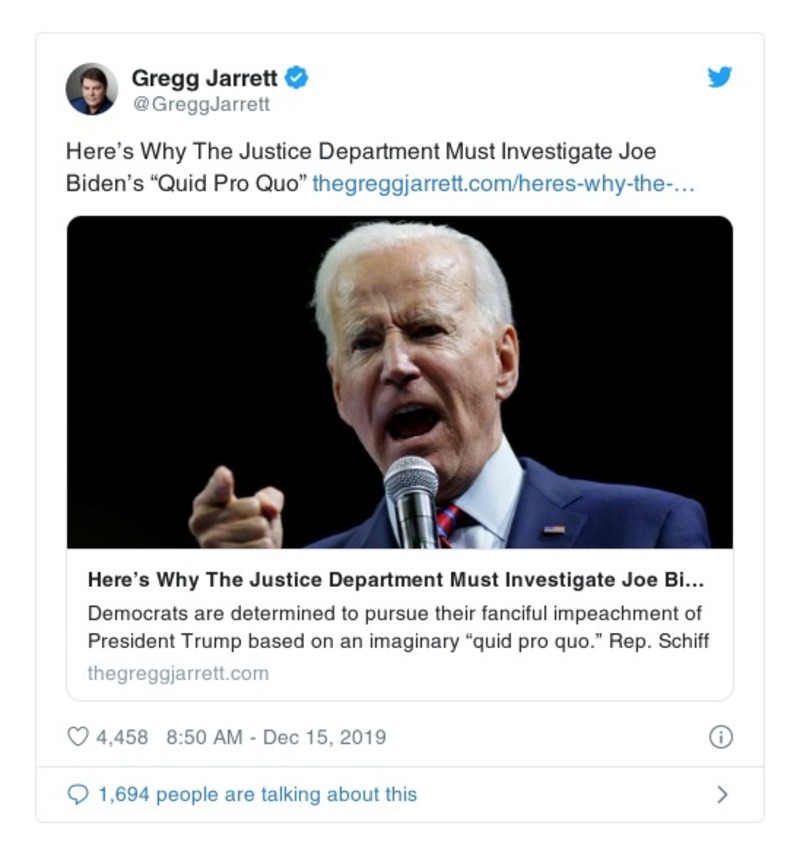 Gregg Jarrett
@GreggJarrett
Here’s Why The Justice Department Must Investigate Joe
Biden’s “Quid Pro Quo” thegreggjarrett.com/heres-why-the-…
Here’s Why The Justice Department Must Investigate Joe Bi...
Democrats are determined to pursue their fanciful impeachment of
President Trump based on an imaginary “quid pro quo.” Rep. Schiff
thegreggjarrett.com
4,458 8:50 AM - Dec 15, 2019
1,694 people are talking about this